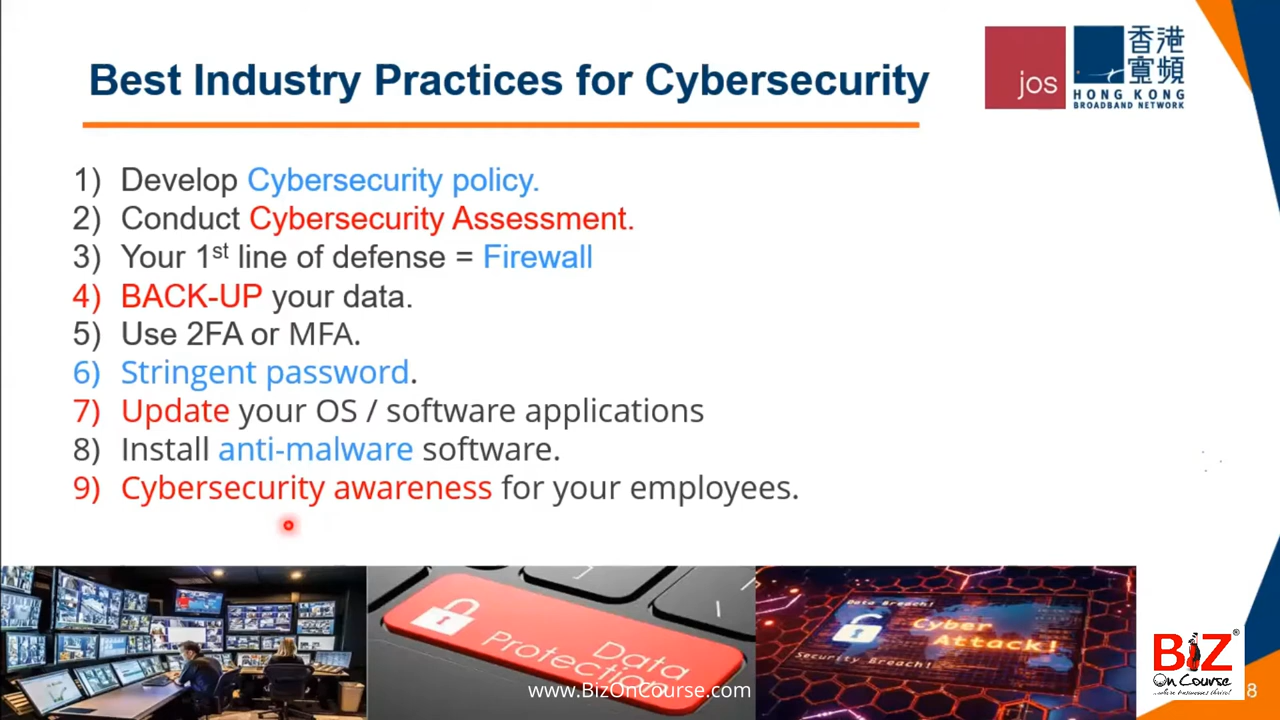 Best Industry Practices for Cybersecurity
jos
香港
寬頻
HONG KONG
BROADBAND NETWORK
1) Develop Cybersecurity policy.
2) Conduct Cybersecurity Assessment.
3) Your 1st line of defense = Firewall
4) BACK-UP your data.
5) Use 2FA or MFA.
6) Stringent password.
7) Update your OS / software applications
8) Install anti-malware software.
9) Cybersecurity awareness for your employees.
Data
Protection
Data Breach!
Cyber
Attack!
Security Breach!
www.BizOnCourse.com
BIZ®
On Course
8